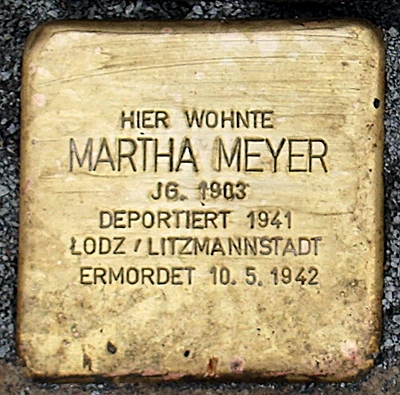 HIER WOHNTE
MARTHA MEYER
JG. 1903
DEPORTIERT 1941
ŁODZ / LITZMANNSTADT
ERMORDET 10. 5. 1942